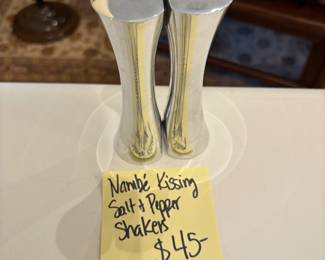 Nambé Kissing
Salt & Pepper
Shakers
$45-